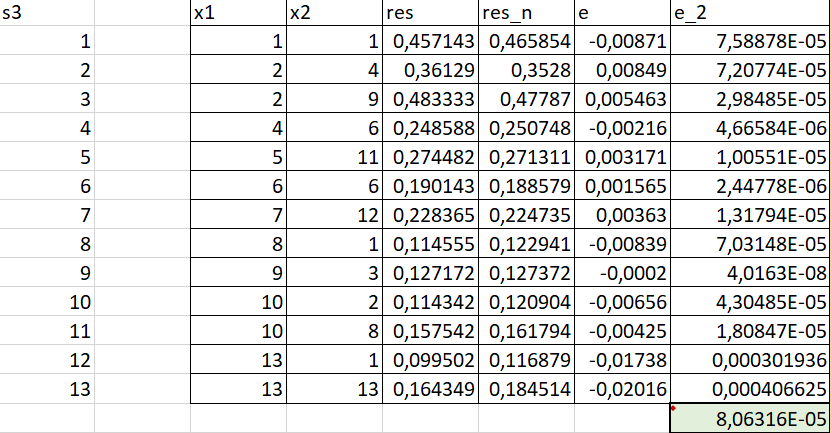 s3 x1 x2 res res_n e e_2
1 1 1 0,457143 0,465854 -0,00871 7,58878E-05
2 2 4 0,36129 0,3528 0,00849 7,20774E-05
3 2 9 0,483333 0,47787 0,005463 2,98485E-05
4 4 6 0,248588 0,250748 -0,00216 4,66584E-06
5 5 11 0,274482 0,271311 0,003171 1,00551E-05
6 6 6 0,190143 0,188579 0,001565 2,44778E-06
7 7 12 0,228365 0,224735 0,00363 1,31794E-05
8 8 1 0,114555 0,122941 -0,00839 7,03148E-05
9 9 3 0,127172 0,127372 -0,0002 4,0163E-08
10 10 2 0,114342 0,120904 -0,00656 4,30485E-05
11 10 8 0,157542 0,161794 -0,00425 1,80847E-05
12 13 1 0,099502 0,116879 -0,01738 0,000301936
13 13 13 0,164349 0,184514 -0,02016 0,000406625
8,06316E-05